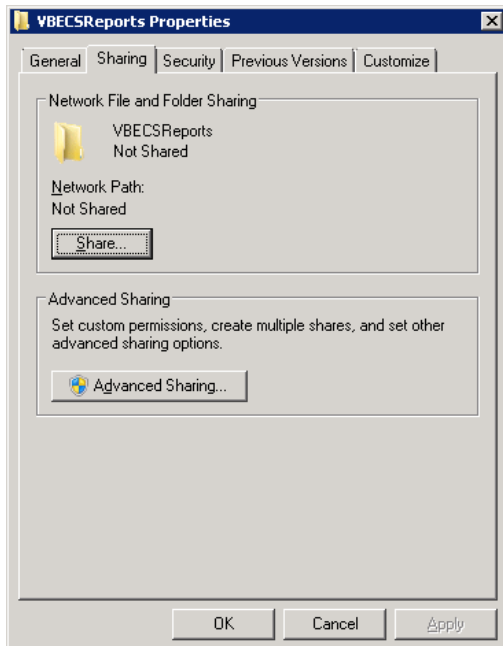 VBECSReports Properties
General Sharing Security Previous Versions Customize
Network File and Folder Sharing
VBECSReports
Not Shared
Network Path:
Not Shared
Share...
Advanced Sharing
Set custom permissions, create multiple shares, and set other
advanced sharing options.
Advanced Sharing...
OK Cancel Apply